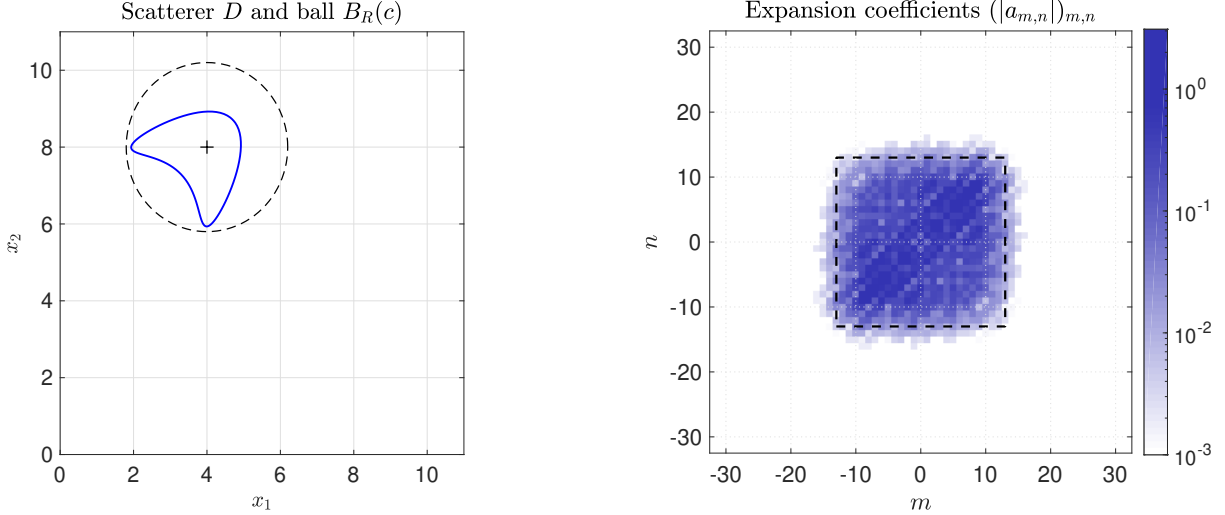 Scatterer D and ball B_R(c)
10
8
6
4
2
0
0 2 4 6 8 10
x_1
x_2
Expansion coefficients (|a_{m,n}|)_{m,n}
30
20
10
0
-10
-20
-30
-30 -20 -10 0 10 20 30
m
n
10^0
10^{-1}
10^{-2}
10^{-3}